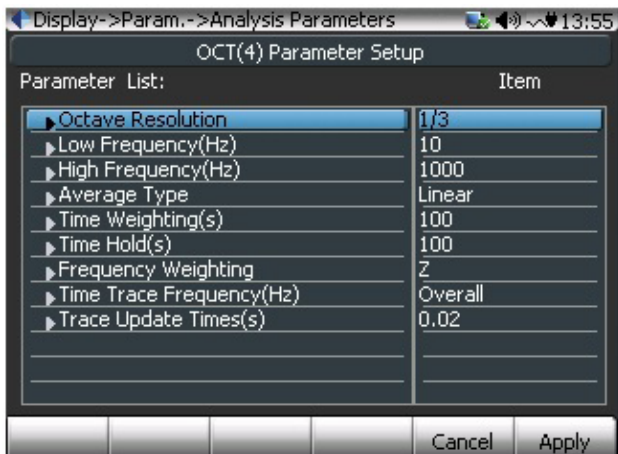 Display->Param.->Analysis Parameters 13:55
OCT(4) Parameter Setup
Parameter List: Item
Octave Resolution 1/3
Low Frequency(Hz) 10
High Frequency(Hz) 1000
Average Type Linear
Time Weighting(s) 100
Time Hold(s) 100
Frequency Weighting Z
Time Trace Frequency(Hz) Overall
Trace Update Times(s) 0.02
Cancel Apply